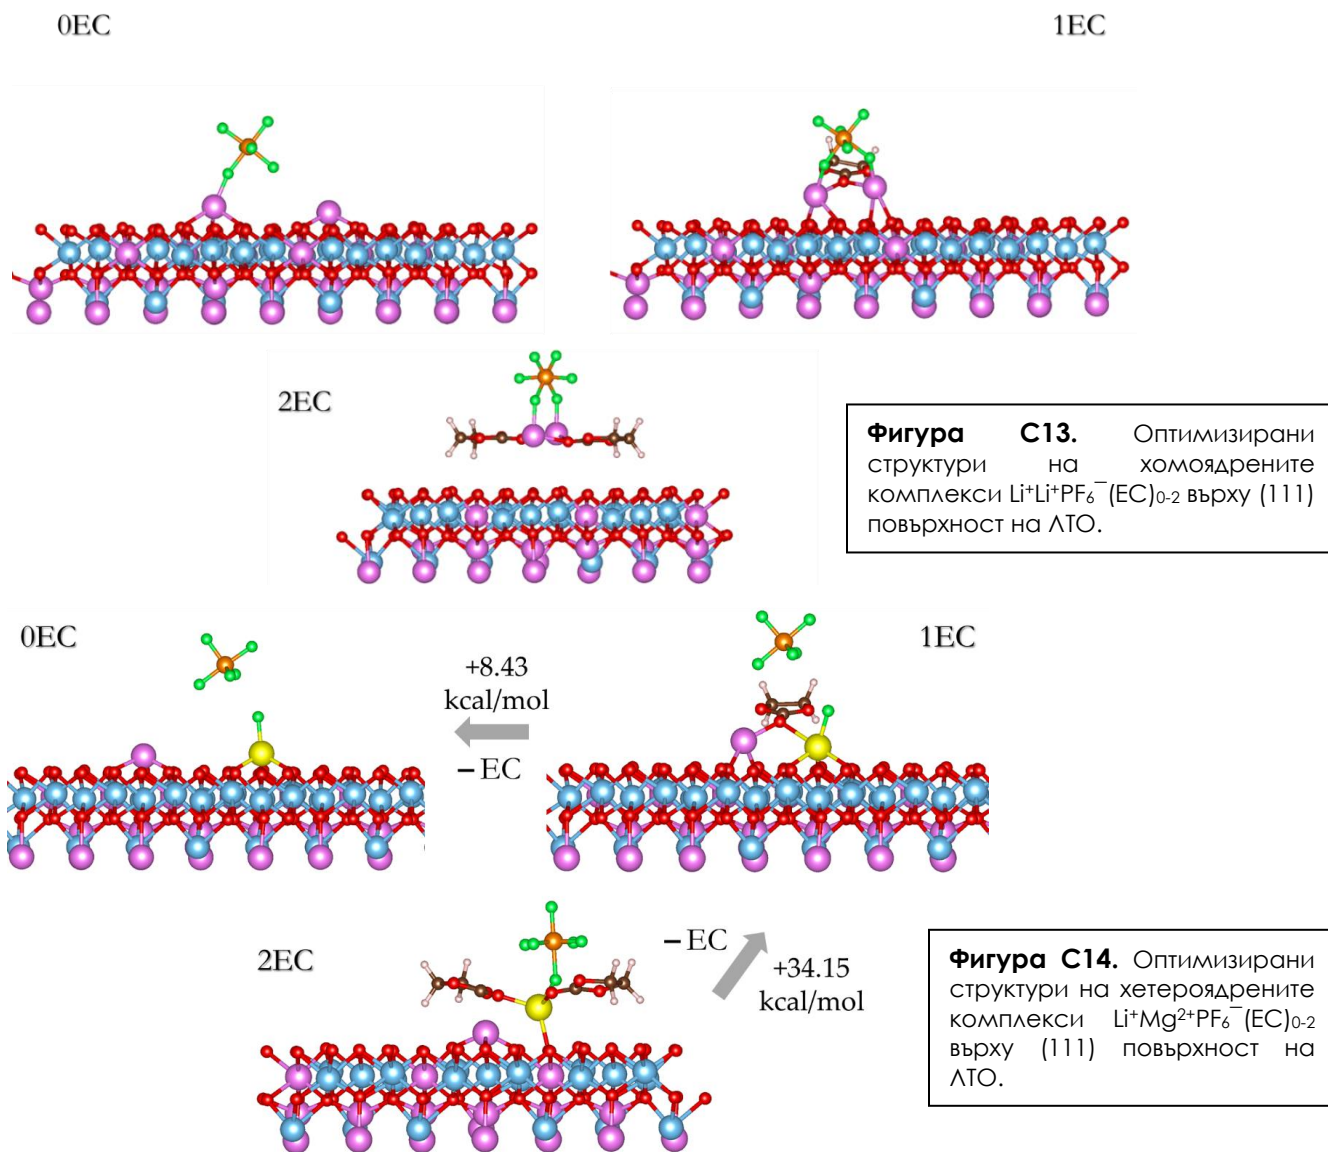 0EC
1EC
2EC
Фигура С13. Оптимизирани
структури на хомоядрените
комплекси Li⁺Li⁺PF₆⁻(EC)₀₋₂ върху (111)
повърхност на ЛТО.
0EC
+8.43
kcal/mol
– EC
1EC
2EC
– EC
+34.15
kcal/mol
Фигура С14. Оптимизирани
структури на хетероядрените
комплекси Li⁺Mg²⁺PF₆⁻(EC)₀₋₂
върху (111) повърхност на
ЛТО.